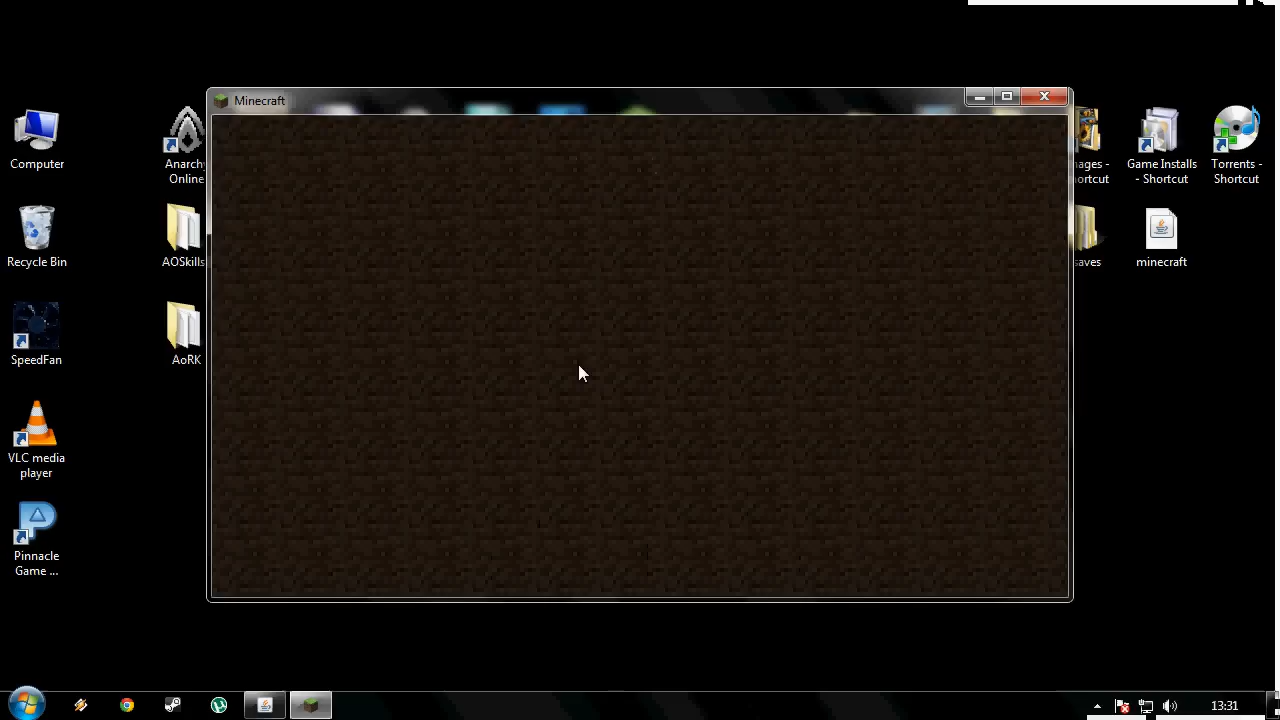 Minecraft
Computer
Anarchy
Online
ages -
ortcut
Game Installs
- Shortcut
Torrents -
Shortcut
Recycle Bin
AOSkills
saves
minecraft
SpeedFan
AoRK
VLC media
player
Pinnacle
Game ...
13:31